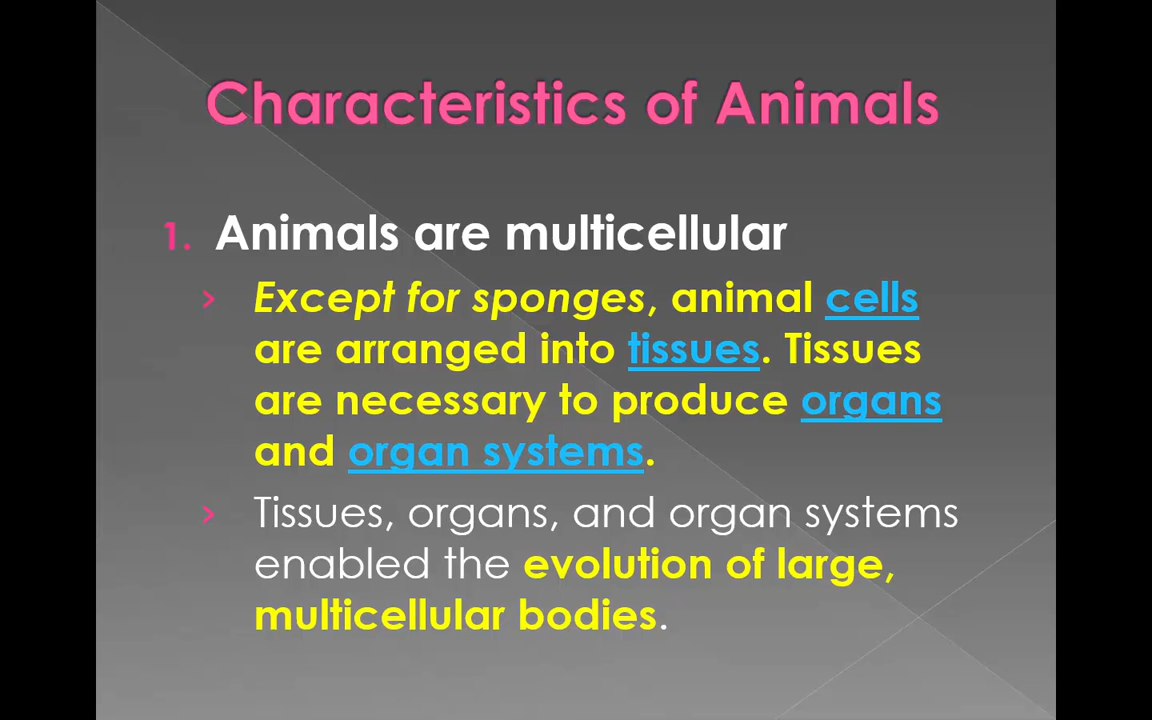 Characteristics of Animals
1. Animals are multicellular
› Except for sponges, animal cells
are arranged into tissues. Tissues
are necessary to produce organs
and organ systems.
› Tissues, organs, and organ systems
enabled the evolution of large,
multicellular bodies.